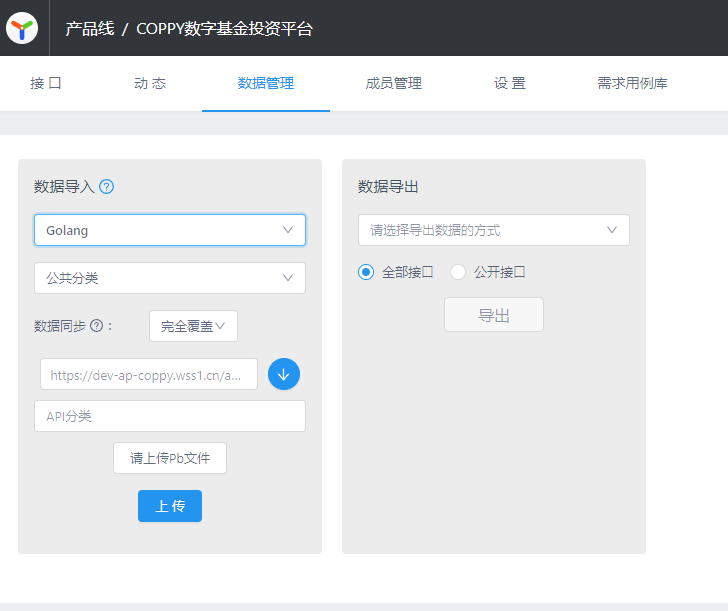 产品线 / COPPY数字基金投资平台
接 口
动 态
数据管理
成员管理
设 置
需求用例库
数据导入
Golang
公共分类
数据同步 :
完全覆盖
https://dev-ap-coppy.wss1.cn/a...
API分类
请上传Pb文件
上 传
数据导出
请选择导出数据的方式
全部接口
公开接口
导出